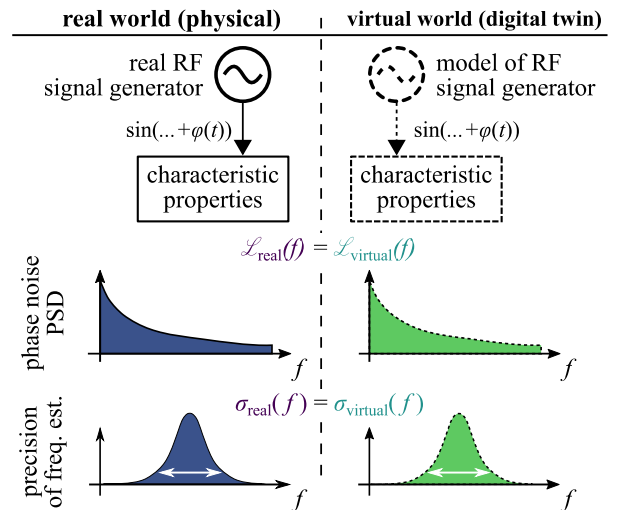 real world (physical)
virtual world (digital twin)
real RF
signal generator
model of RF
signal generator
sin(...+φ(t))
sin(...+φ(t))
characteristic
properties
characteristic
properties
ℒreal(f) = ℒvirtual(f)
phase noise
PSD
f
f
σreal(f) = σvirtual(f)
precision
of freq. est.
f
f